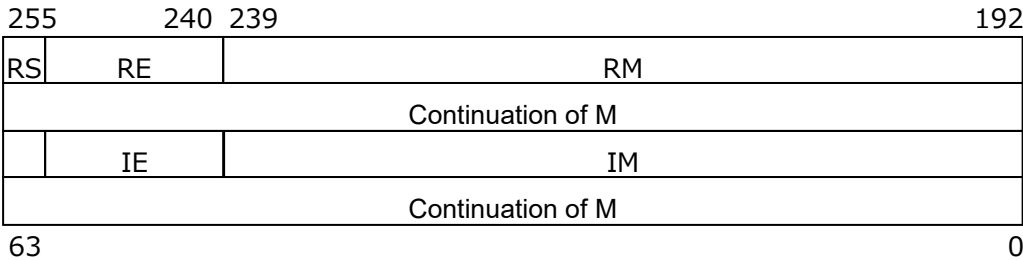 255 240 239 192
RS RE RM
Continuation of M
IE IM
Continuation of M
63 0